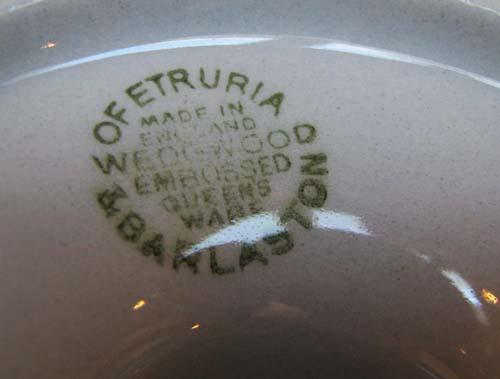 OF ETRURIA
MADE IN
ENGLAND
WEDGWOOD
EMBOSSED
QUEENS
WARE
& BARLASTON